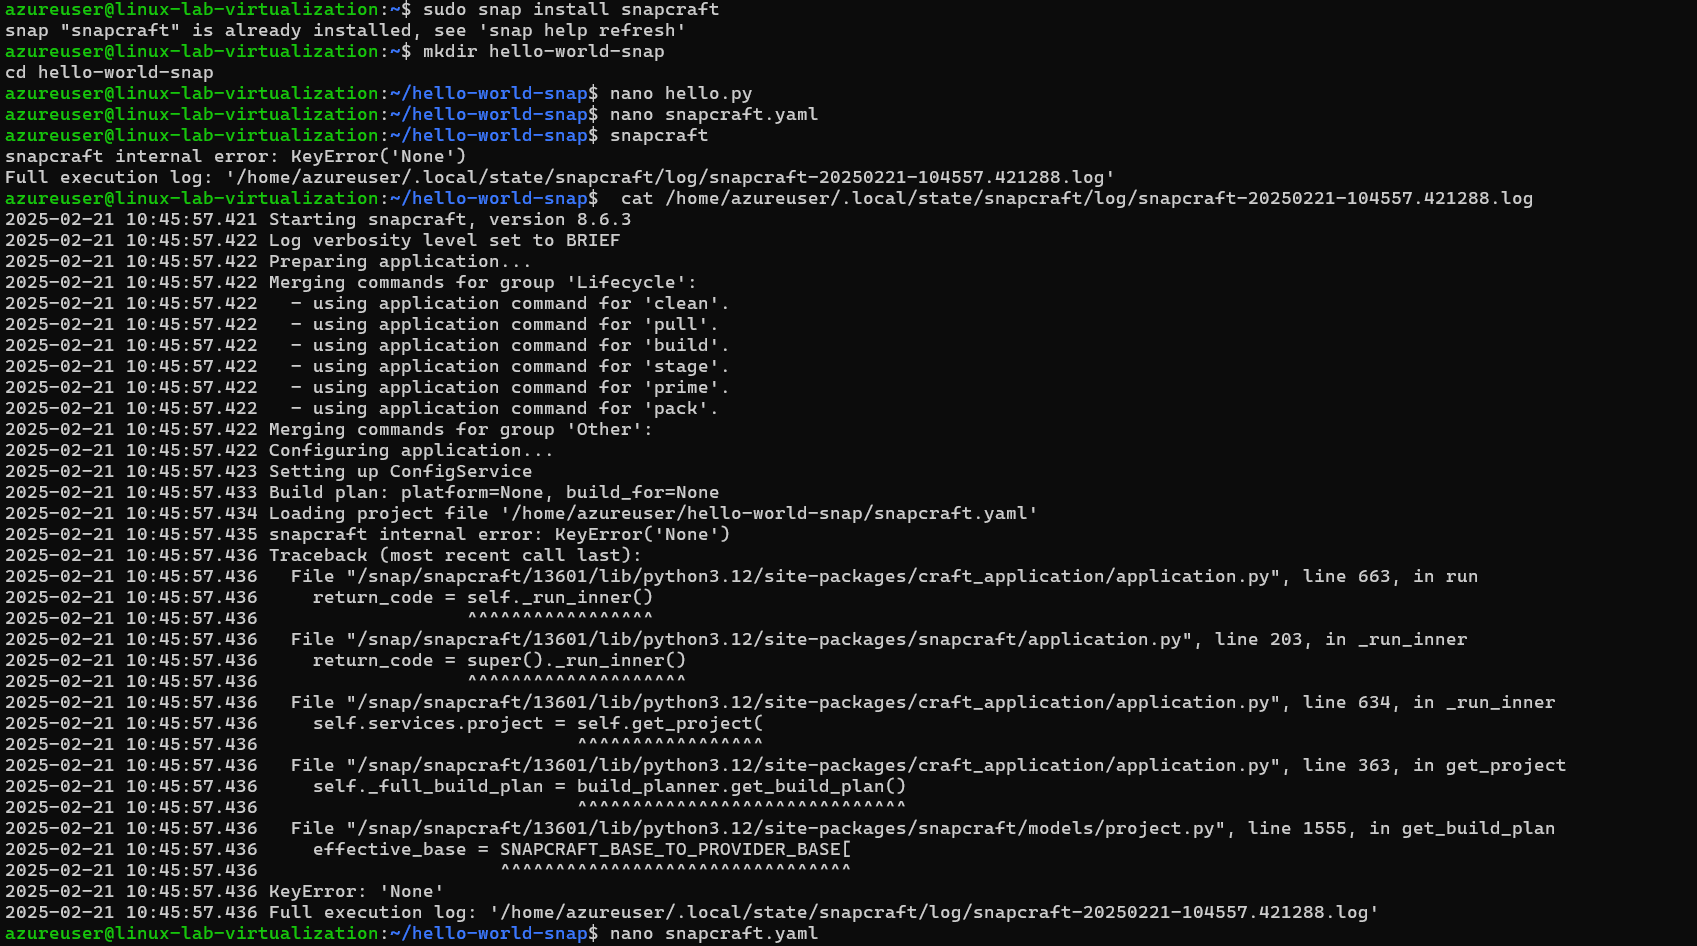 azureuser@linux-lab-virtualization:~$ sudo snap install snapcraft
snap "snapcraft" is already installed, see 'snap help refresh'
azureuser@linux-lab-virtualization:~$ mkdir hello-world-snap
cd hello-world-snap
azureuser@linux-lab-virtualization:~/hello-world-snap$ nano hello.py
azureuser@linux-lab-virtualization:~/hello-world-snap$ nano snapcraft.yaml
azureuser@linux-lab-virtualization:~/hello-world-snap$ snapcraft
snapcraft internal error: KeyError('None')
Full execution log: '/home/azureuser/.local/state/snapcraft/log/snapcraft-20250221-104557.421288.log'
azureuser@linux-lab-virtualization:~/hello-world-snap$  cat /home/azureuser/.local/state/snapcraft/log/snapcraft-20250221-104557.421288.log
2025-02-21 10:45:57.421 Starting snapcraft, version 8.6.3
2025-02-21 10:45:57.422 Log verbosity level set to BRIEF
2025-02-21 10:45:57.422 Preparing application...
2025-02-21 10:45:57.422 Merging commands for group 'Lifecycle':
2025-02-21 10:45:57.422   - using application command for 'clean'.
2025-02-21 10:45:57.422   - using application command for 'pull'.
2025-02-21 10:45:57.422   - using application command for 'build'.
2025-02-21 10:45:57.422   - using application command for 'stage'.
2025-02-21 10:45:57.422   - using application command for 'prime'.
2025-02-21 10:45:57.422   - using application command for 'pack'.
2025-02-21 10:45:57.422 Merging commands for group 'Other':
2025-02-21 10:45:57.422 Configuring application...
2025-02-21 10:45:57.423 Setting up ConfigService
2025-02-21 10:45:57.433 Build plan: platform=None, build_for=None
2025-02-21 10:45:57.434 Loading project file '/home/azureuser/hello-world-snap/snapcraft.yaml'
2025-02-21 10:45:57.435 snapcraft internal error: KeyError('None')
2025-02-21 10:45:57.436 Traceback (most recent call last):
2025-02-21 10:45:57.436   File "/snap/snapcraft/13601/lib/python3.12/site-packages/craft_application/application.py", line 663, in run
2025-02-21 10:45:57.436     return_code = self._run_inner()
2025-02-21 10:45:57.436                   ^^^^^^^^^^^^^^^^^
2025-02-21 10:45:57.436   File "/snap/snapcraft/13601/lib/python3.12/site-packages/snapcraft/application.py", line 203, in _run_inner
2025-02-21 10:45:57.436     return_code = super()._run_inner()
2025-02-21 10:45:57.436                   ^^^^^^^^^^^^^^^^^^^^
2025-02-21 10:45:57.436   File "/snap/snapcraft/13601/lib/python3.12/site-packages/craft_application/application.py", line 634, in _run_inner
2025-02-21 10:45:57.436     self.services.project = self.get_project(
2025-02-21 10:45:57.436                             ^^^^^^^^^^^^^^^^^
2025-02-21 10:45:57.436   File "/snap/snapcraft/13601/lib/python3.12/site-packages/craft_application/application.py", line 363, in get_project
2025-02-21 10:45:57.436     self._full_build_plan = build_planner.get_build_plan()
2025-02-21 10:45:57.436                             ^^^^^^^^^^^^^^^^^^^^^^^^^^^^^^
2025-02-21 10:45:57.436   File "/snap/snapcraft/13601/lib/python3.12/site-packages/snapcraft/models/project.py", line 1555, in get_build_plan
2025-02-21 10:45:57.436     effective_base = SNAPCRAFT_BASE_TO_PROVIDER_BASE[
2025-02-21 10:45:57.436                      ^^^^^^^^^^^^^^^^^^^^^^^^^^^^^^^^
2025-02-21 10:45:57.436 KeyError: 'None'
2025-02-21 10:45:57.436 Full execution log: '/home/azureuser/.local/state/snapcraft/log/snapcraft-20250221-104557.421288.log'
azureuser@linux-lab-virtualization:~/hello-world-snap$ nano snapcraft.yaml